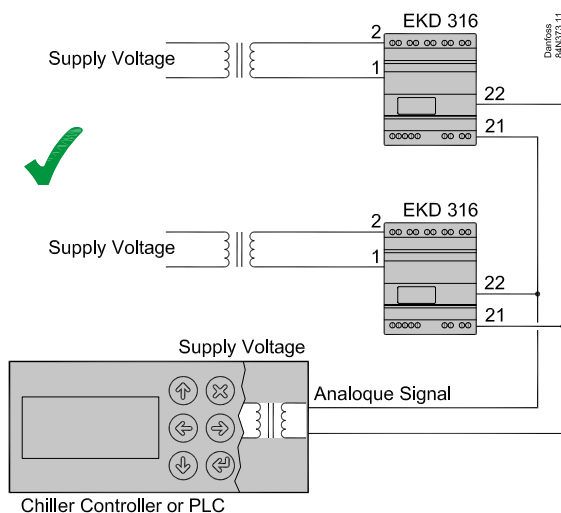 EKD 316
Danfoss
84N373.11
2
Supply Voltage
1
22
21
EKD 316
2
Supply Voltage
1
22
21
Supply Voltage
Analoque Signal
Chiller Controller or PLC